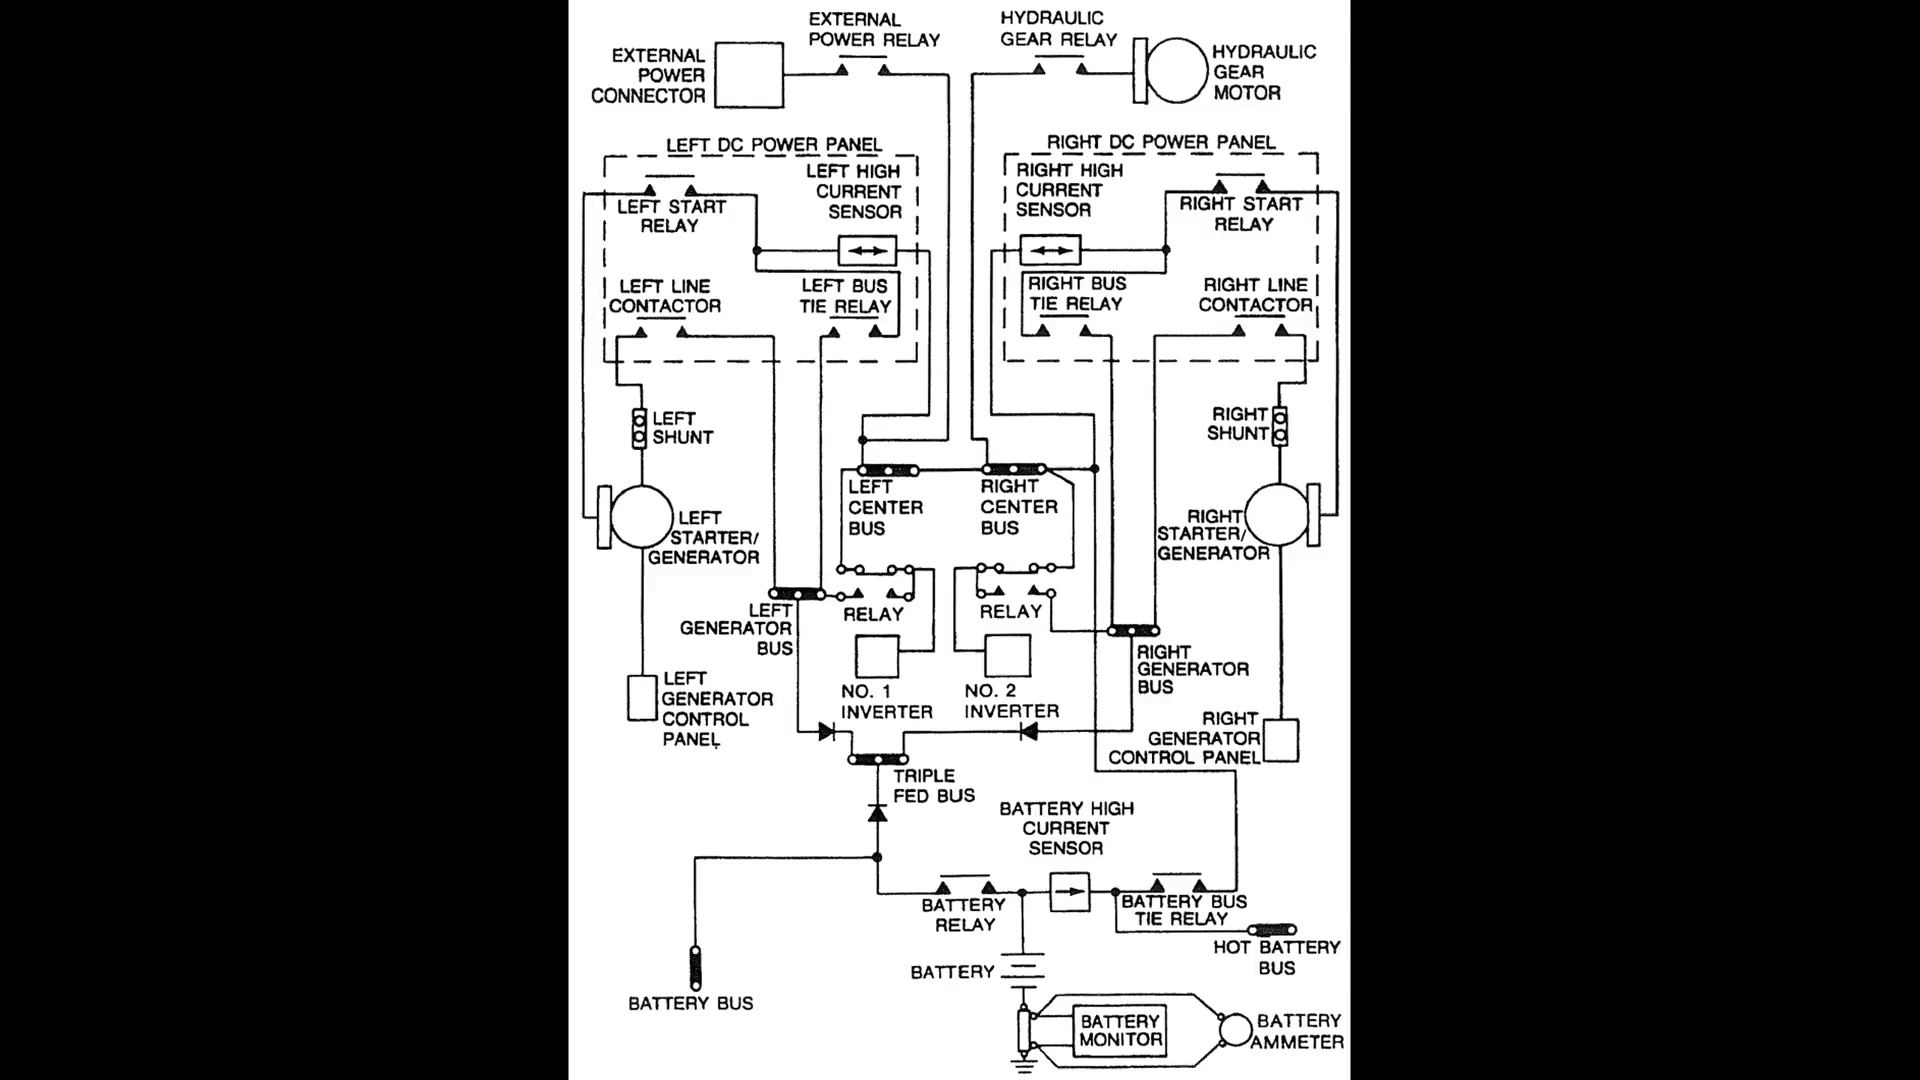 EXTERNAL
POWER RELAY
HYDRAULIC
GEAR RELAY
EXTERNAL
POWER
CONNECTOR
HYDRAULIC
GEAR
MOTOR
LEFT DC POWER PANEL
RIGHT DC POWER PANEL
LEFT HIGH
CURRENT
SENSOR
RIGHT HIGH
CURRENT
SENSOR
LEFT START
RELAY
RIGHT START
RELAY
LEFT LINE
CONTACTOR
LEFT BUS
TIE RELAY
RIGHT BUS
TIE RELAY
RIGHT LINE
CONTACTOR
LEFT
SHUNT
RIGHT
SHUNT
LEFT
CENTER
BUS
RIGHT
CENTER
BUS
LEFT
STARTER/
GENERATOR
RIGHT
STARTER/
GENERATOR
LEFT
GENERATOR
BUS
RELAY
RELAY
RIGHT
GENERATOR
BUS
LEFT
GENERATOR
CONTROL
PANEL
NO. 1
INVERTER
NO. 2
INVERTER
RIGHT
GENERATOR
CONTROL PANEL
TRIPLE
FED BUS
BATTERY HIGH
CURRENT
SENSOR
BATTERY
RELAY
BATTERY BUS
TIE RELAY
HOT BATTERY
BUS
BATTERY
BATTERY BUS
BATTERY
MONITOR
BATTERY
AMMETER